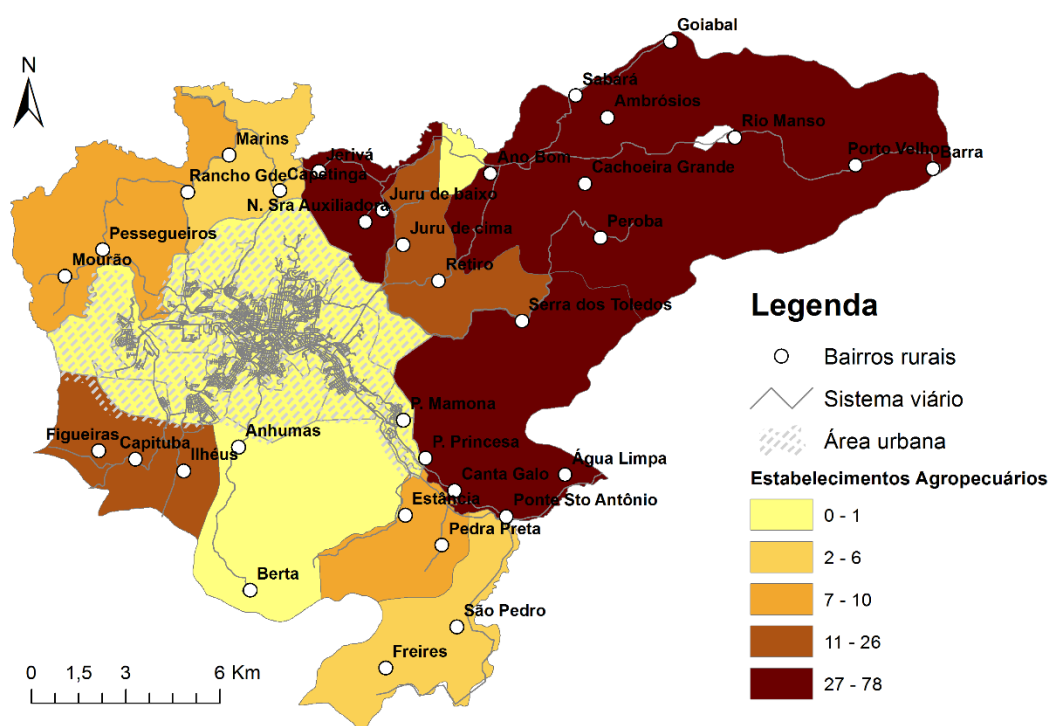 Goiabal
N
Sabará
Ambrósios
Rio Manso
Marins
Jerivá
Ano Bom
Porto Velho
Barra
Rancho Gde
Capetinga
Cachoeira Grande
Juru de baixo
N. Sra Auxiliadora
Juru de cima
Peroba
Pessegueiros
Mourão
Retiro
Serra dos Toledos
Legenda
Bairros rurais
Sistema viário
Área urbana
P. Mamona
Figueiras
Capituba
Ilhéus
Anhumas
P. Princesa
Canta Galo
Água Limpa
Estabelecimentos Agropecuários
Estância
Ponte Sto Antônio
Pedra Preta
0 - 1
2 - 6
7 - 10
11 - 26
27 - 78
Berta
São Pedro
Freires
0 1,5 3 6 Km